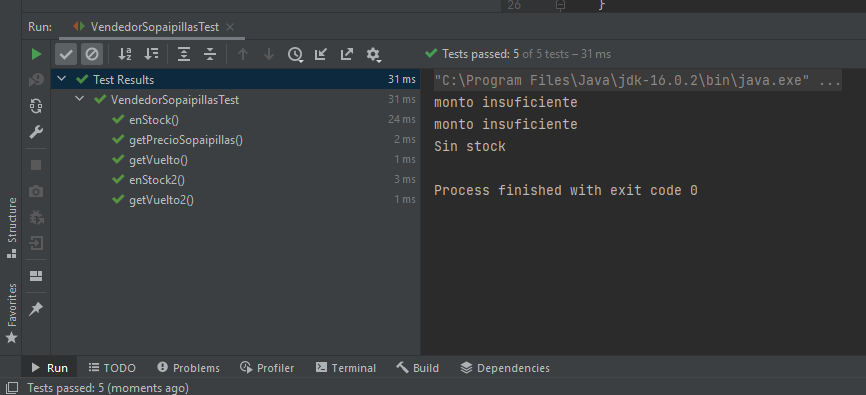 26 }
Run: VendedorSopaipillasTest ×
Tests passed: 5 of 5 tests – 31 ms
Test Results 31 ms
VendedorSopaipillasTest 31 ms
enStock() 24 ms
getPrecioSopaipillas() 2 ms
getVuelto() 1 ms
enStock2() 3 ms
getVuelto2() 1 ms
"C:\Program Files\Java\jdk-16.0.2\bin\java.exe" ...
monto insuficiente
monto insuficiente
Sin stock
Process finished with exit code 0
Structure
Favorites
Run TODO Problems Profiler Terminal Build Dependencies
Tests passed: 5 (moments ago)